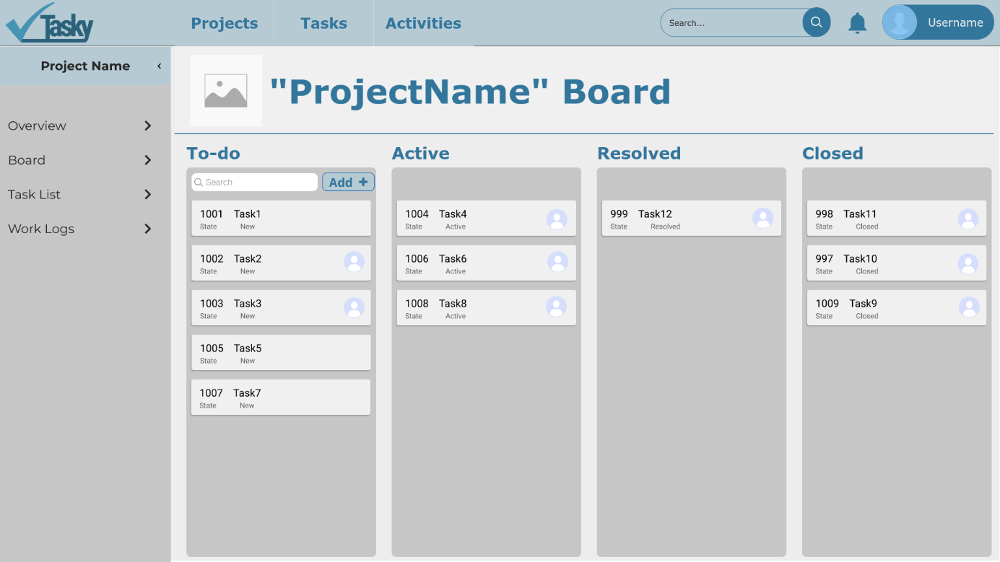 Tasky
Projects
Tasks
Activities
Search...
Username
Project Name
Overview
Board
Task List
Work Logs
"ProjectName" Board
To-do
Search
Add +
1001 Task1
State New
1002 Task2
State New
1003 Task3
State New
1005 Task5
State New
1007 Task7
State New
Active
1004 Task4
State Active
1006 Task6
State Active
1008 Task8
State Active
Resolved
999 Task12
State Resolved
Closed
998 Task11
State Closed
997 Task10
State Closed
1009 Task9
State Closed